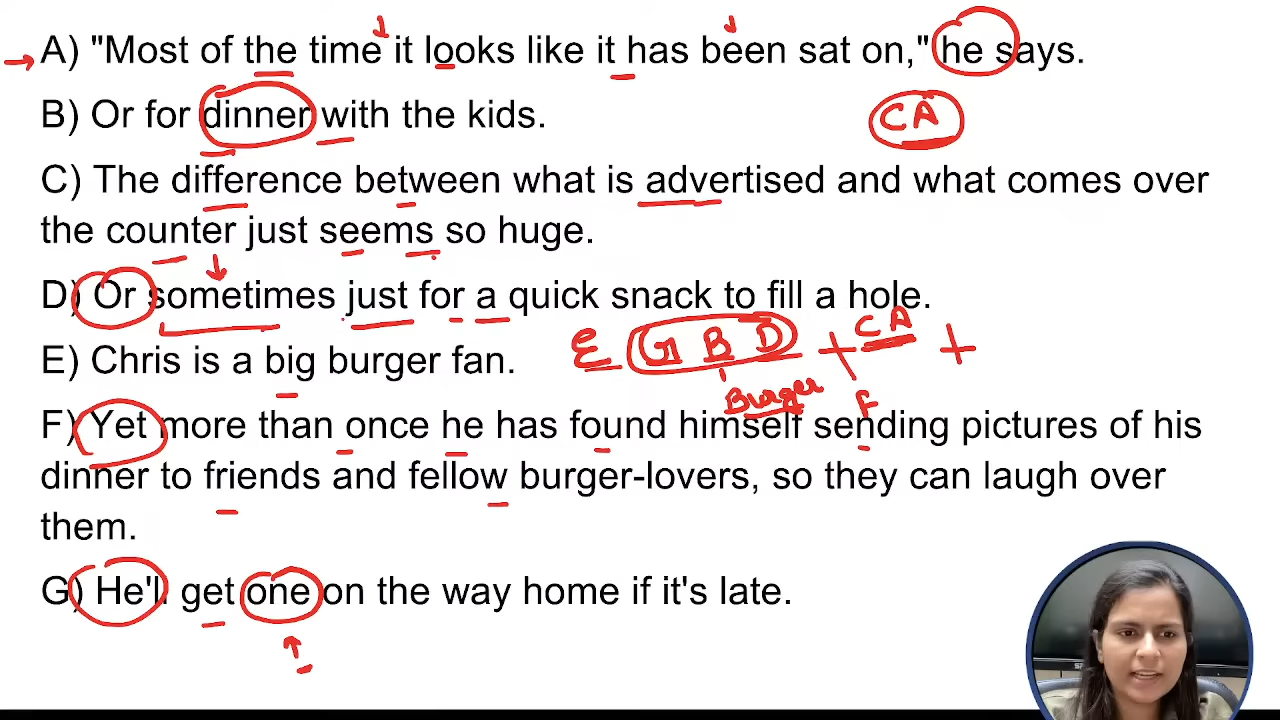 A) "Most of the time it looks like it has been sat on," he says.
B) Or for dinner with the kids.
CA
C) The difference between what is advertised and what comes over
the counter just seems so huge.
D) Or sometimes just for a quick snack to fill a hole.
E) Chris is a big burger fan.
E G B D + CA +
Burger F
F) Yet more than once he has found himself sending pictures of his
dinner to friends and fellow burger-lovers, so they can laugh over
them.
G) He'll get one on the way home if it's late.